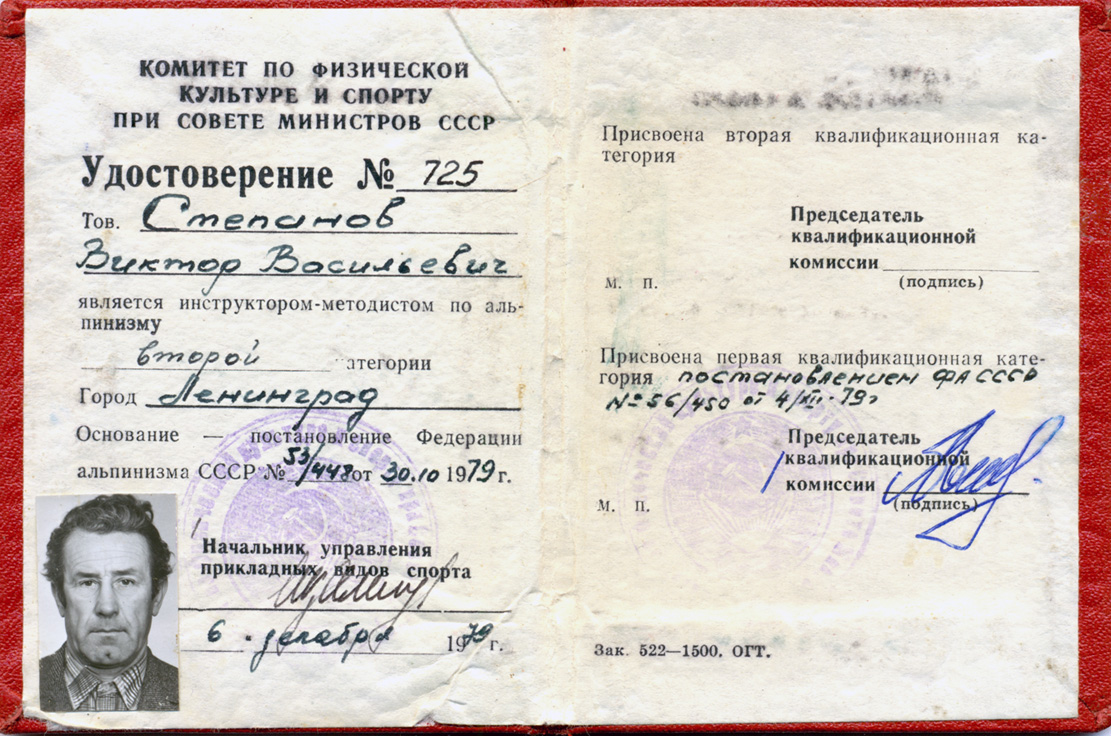 КОМИТЕТ ПО ФИЗИЧЕСКОЙ
КУЛЬТУРЕ И СПОРТУ
ПРИ СОВЕТЕ МИНИСТРОВ СССР
Удостоверение № 725
Тов. Степанов
Виктор Васильевич
является инструктором-методистом по аль-
пинизму
второй категории
Город Ленинград
Основание — постановление Федерации
альпинизма СССР № 53/448 от 30.10 1979 г.
Начальник управления
прикладных видов спорта
6 декабря 1979 г.
Присвоена вторая квалификационная ка-
тегория
Председатель
квалификационной
комиссии
(подпись)
М. П.
Присвоена первая квалификационная кате-
гория постановлением ФА СССР
№ 56/450 от 4/XII-79г
Председатель
квалификационной
комиссии
(подпись)
М. П.
Зак. 522—1500. ОГТ.